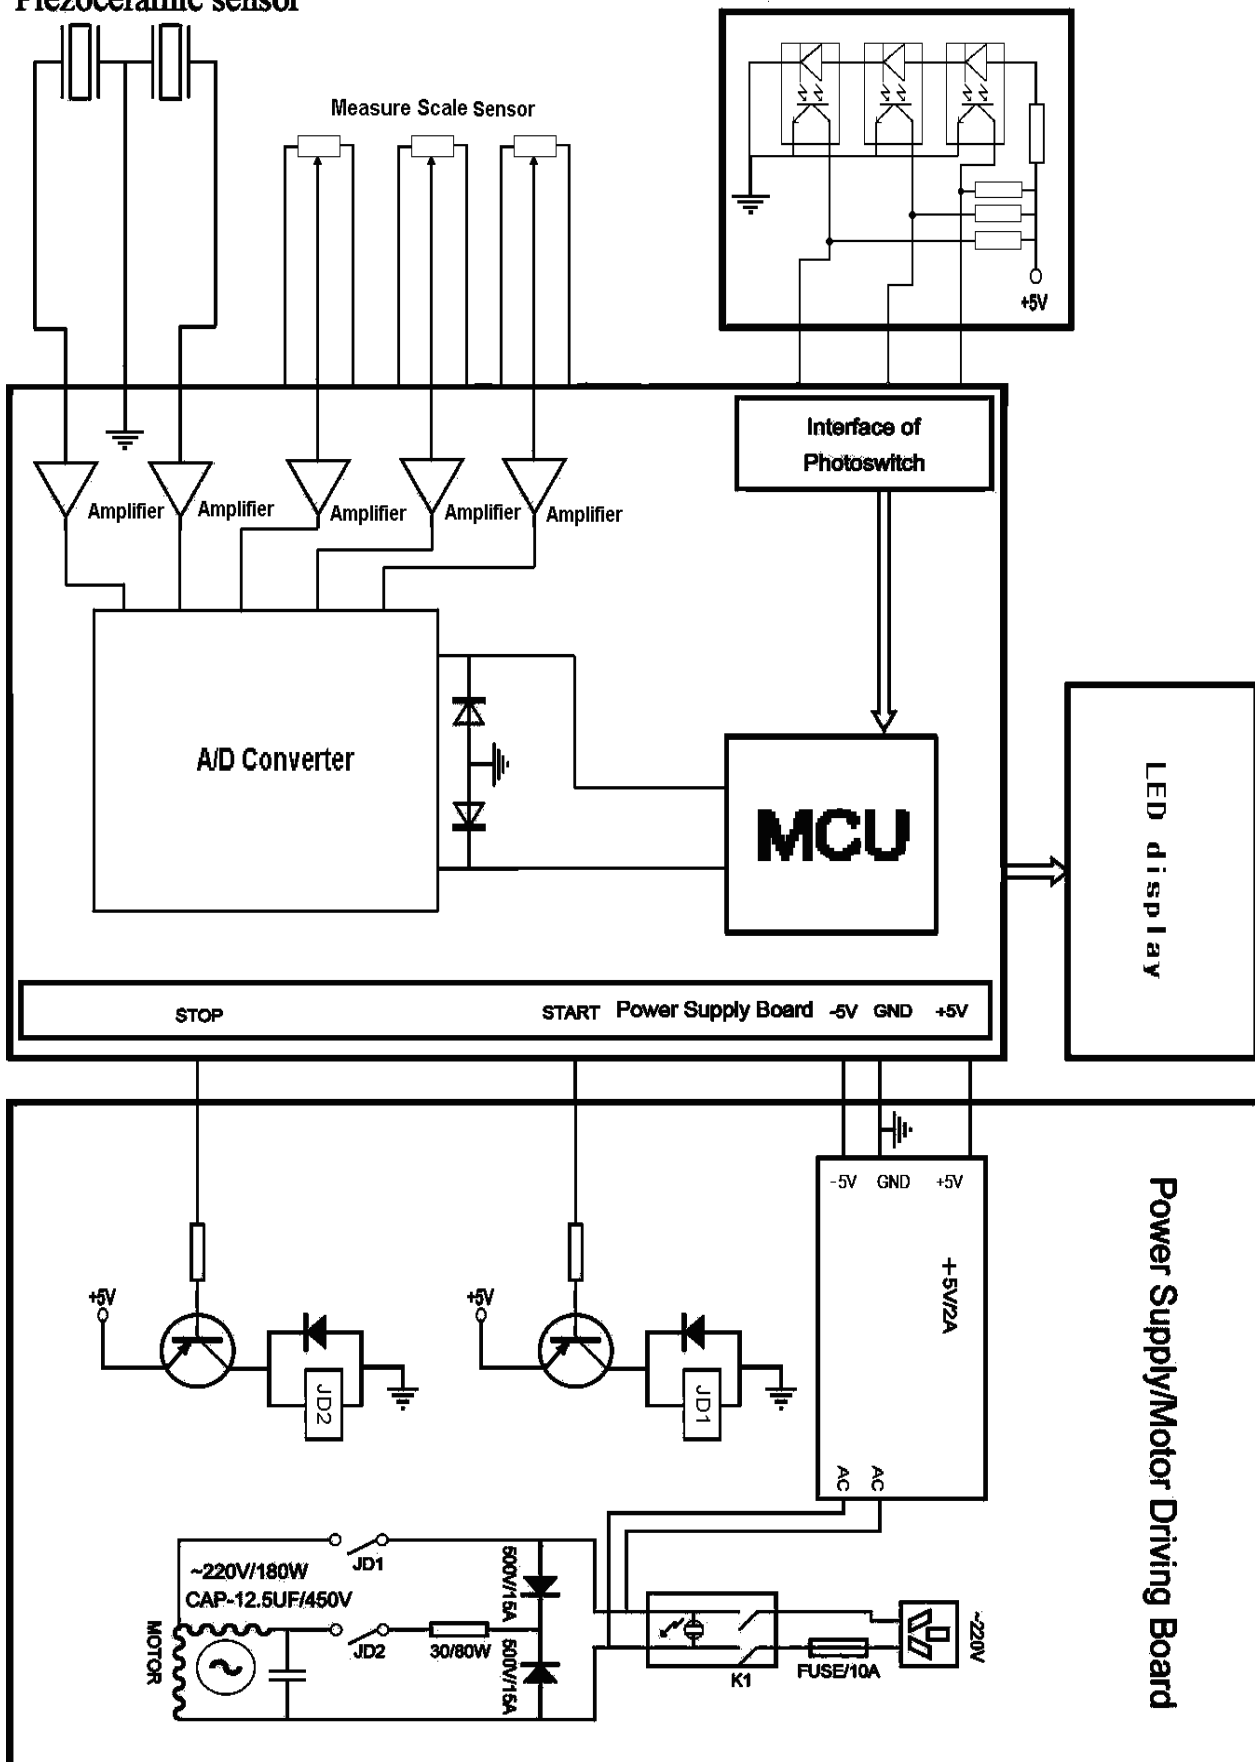 Piezoceramic sensor
Measure Scale Sensor
+5V
Interface of
Photoswitch
Amplifier
Amplifier
Amplifier
Amplifier
Amplifier
A/D Converter
MCU
LED display
STOP
START
Power Supply Board
-5V
GND
+5V
-5V
GND
+5V
+5V/2A
AC
AC
Power Supply/Motor Driving Board
+5V
JD2
+5V
JD1
~220V/180W
CAP-12.5UF/450V
JD1
JD2
30/80W
500V/15A
500V/15A
MOTOR
K1
FUSE/10A
~220V